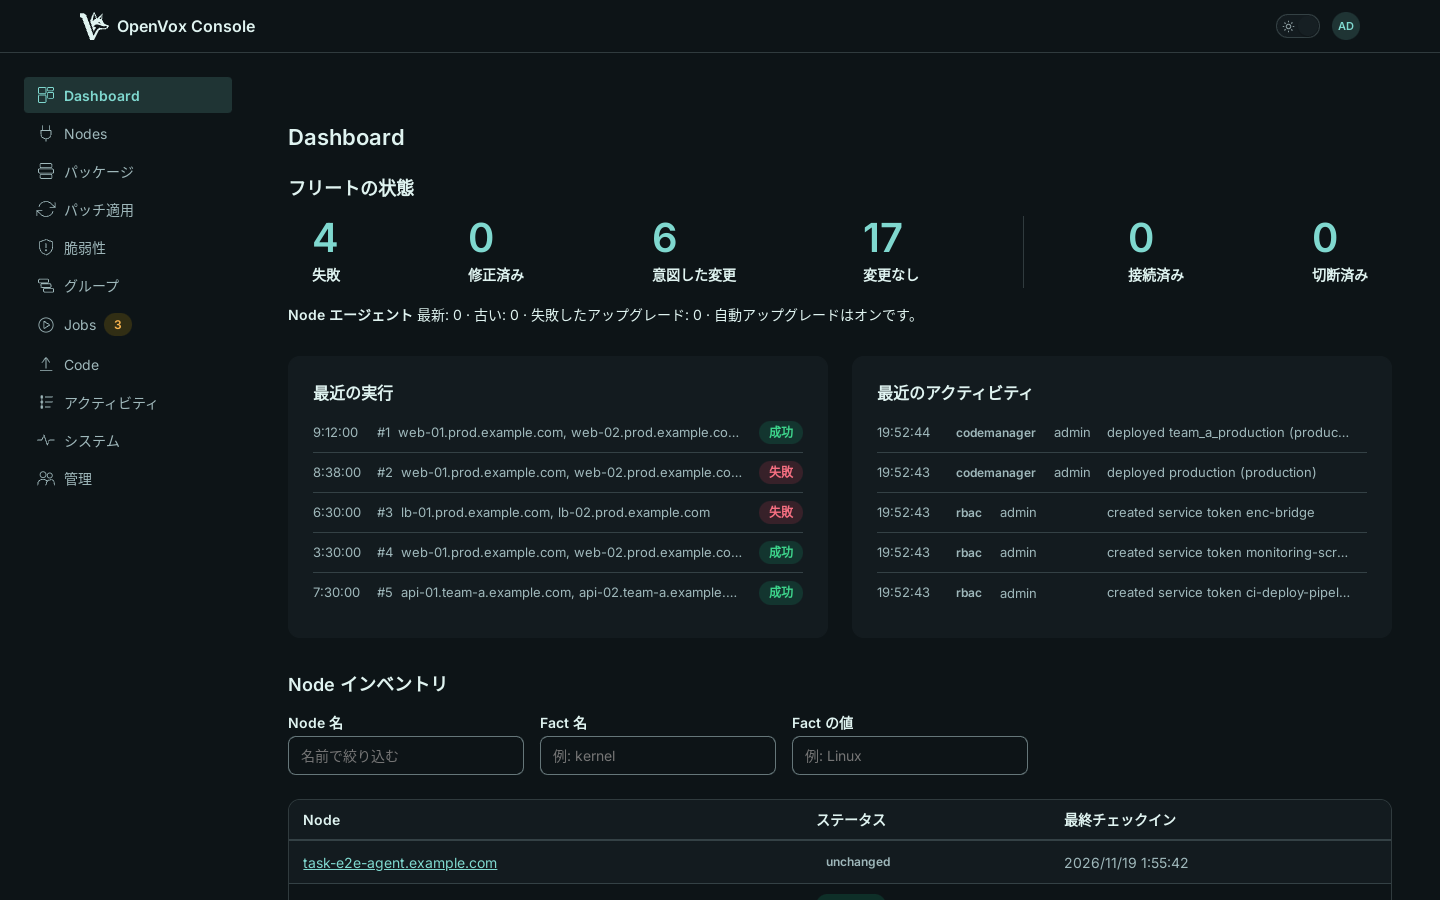 OpenVox Console
AD
Dashboard
Nodes
パッケージ
パッチ適用
脆弱性
グループ
Jobs 3
Code
アクティビティ
システム
管理
Dashboard
フリートの状態
4 0 6 17 0 0
失敗 修正済み 意図した変更 変更なし 接続済み 切断済み
Node エージェント 最新: 0 · 古い: 0 · 失敗したアップグレード: 0 · 自動アップグレードはオンです。
最近の実行
9:12:00 #1 web-01.prod.example.com, web-02.prod.example.co... 成功
8:38:00 #2 web-01.prod.example.com, web-02.prod.example.co... 失敗
6:30:00 #3 lb-01.prod.example.com, lb-02.prod.example.com 失敗
3:30:00 #4 web-01.prod.example.com, web-02.prod.example.co... 成功
7:30:00 #5 api-01.team-a.example.com, api-02.team-a.example.... 成功
最近のアクティビティ
19:52:44 codemanager admin deployed team_a_production (produc...
19:52:43 codemanager admin deployed production (production)
19:52:43 rbac admin created service token enc-bridge
19:52:43 rbac admin created service token monitoring-scr...
19:52:43 rbac admin created service token ci-deploy-pipel...
Node インベントリ
Node 名 Fact 名 Fact の値
名前で絞り込む 例: kernel 例: Linux
Node ステータス 最終チェックイン
task-e2e-agent.example.com unchanged 2026/11/19 1:55:42